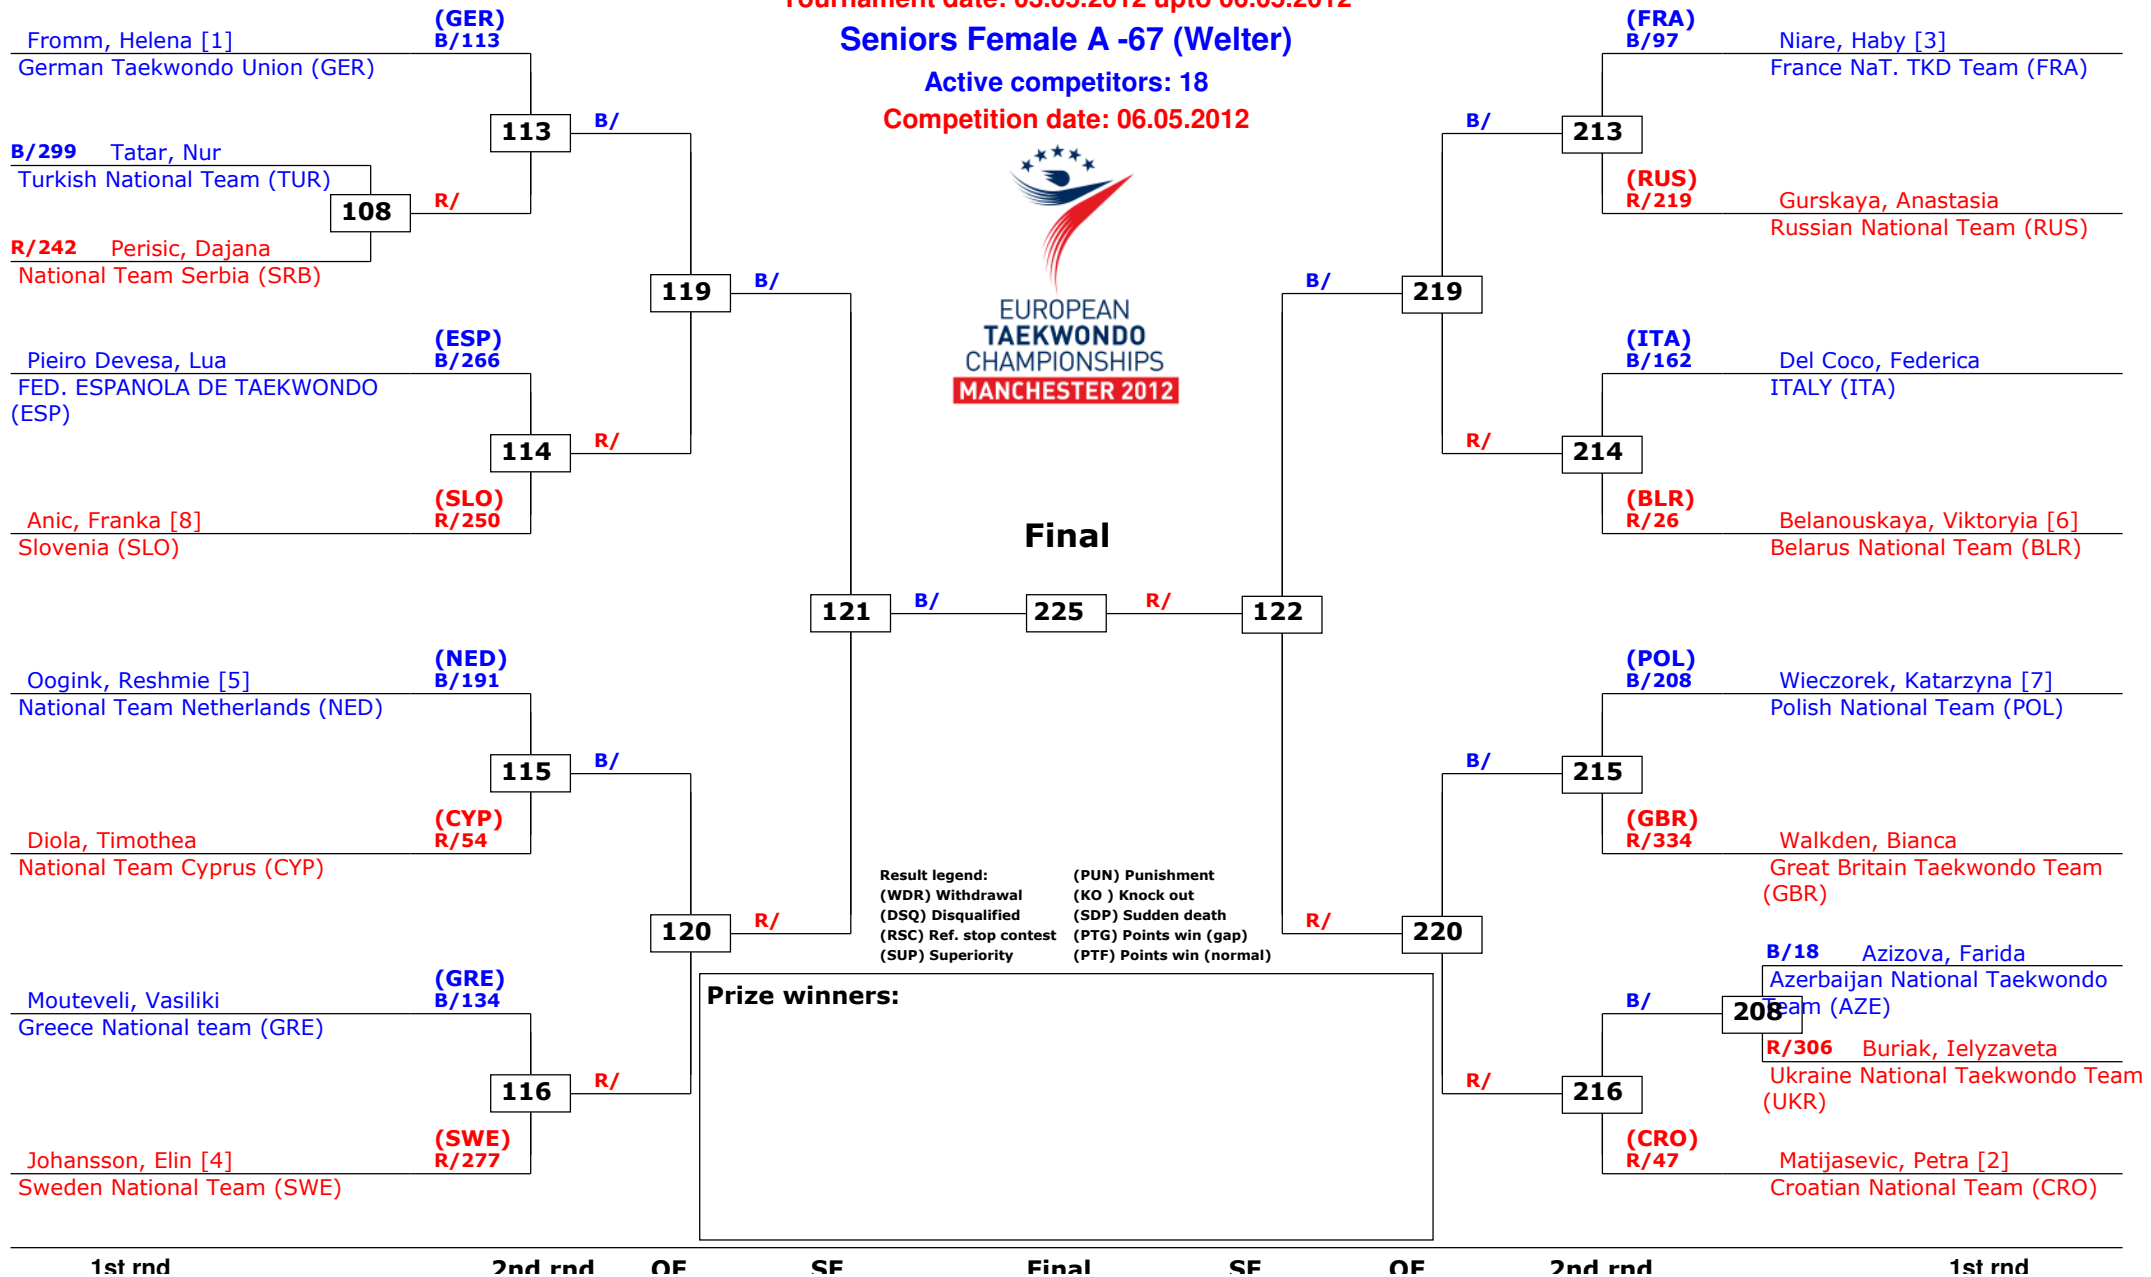 Tournament date: 03.05.2012 upto 06.05.2012
Seniors Female A -67 (Welter)
Active competitors: 18
Competition date: 06.05.2012
EUROPEAN
TAEKWONDO
CHAMPIONSHIPS
MANCHESTER 2012
(GER)
Fromm, Helena [1] B/113
German Taekwondo Union (GER)
113
B/
B/299 Tatar, Nur
Turkish National Team (TUR)
108
R/
R/242 Perisic, Dajana
National Team Serbia (SRB)
119
B/
(ESP)
Pieiro Devesa, Lua B/266
FED. ESPANOLA DE TAEKWONDO
(ESP)
114
R/
(SLO)
Anic, Franka [8] R/250
Slovenia (SLO)
121
B/
(NED)
Oogink, Reshmie [5] B/191
National Team Netherlands (NED)
115
B/
(CYP)
Diola, Timothea R/54
National Team Cyprus (CYP)
120
R/
(GRE)
Mouteveli, Vasiliki B/134
Greece National team (GRE)
116
R/
(SWE)
Johansson, Elin [4] R/277
Sweden National Team (SWE)
Final
225
(FRA)
B/97 Niare, Haby [3]
France NaT. TKD Team (FRA)
B/
213
(RUS)
R/219 Gurskaya, Anastasia
Russian National Team (RUS)
B/
219
(ITA)
B/162 Del Coco, Federica
ITALY (ITA)
R/
214
(BLR)
R/26 Belanouskaya, Viktoryia [6]
Belarus National Team (BLR)
R/
122
(POL)
B/208 Wieczorek, Katarzyna [7]
Polish National Team (POL)
B/
215
(GBR)
R/334 Walkden, Bianca
Great Britain Taekwondo Team
(GBR)
R/
220
B/18 Azizova, Farida
Azerbaijan National Taekwondo
Team (AZE)
B/
208
R/306 Buriak, Ielyzaveta
Ukraine National Taekwondo Team
(UKR)
R/
216
(CRO)
R/47 Matijasevic, Petra [2]
Croatian National Team (CRO)
Result legend: (PUN) Punishment
(WDR) Withdrawal (KO ) Knock out
(DSQ) Disqualified (SDP) Sudden death
(RSC) Ref. stop contest (PTG) Points win (gap)
(SUP) Superiority (PTF) Points win (normal)
Prize winners:
1st rnd 2nd rnd QF SF Final SF QF 2nd rnd 1st rnd